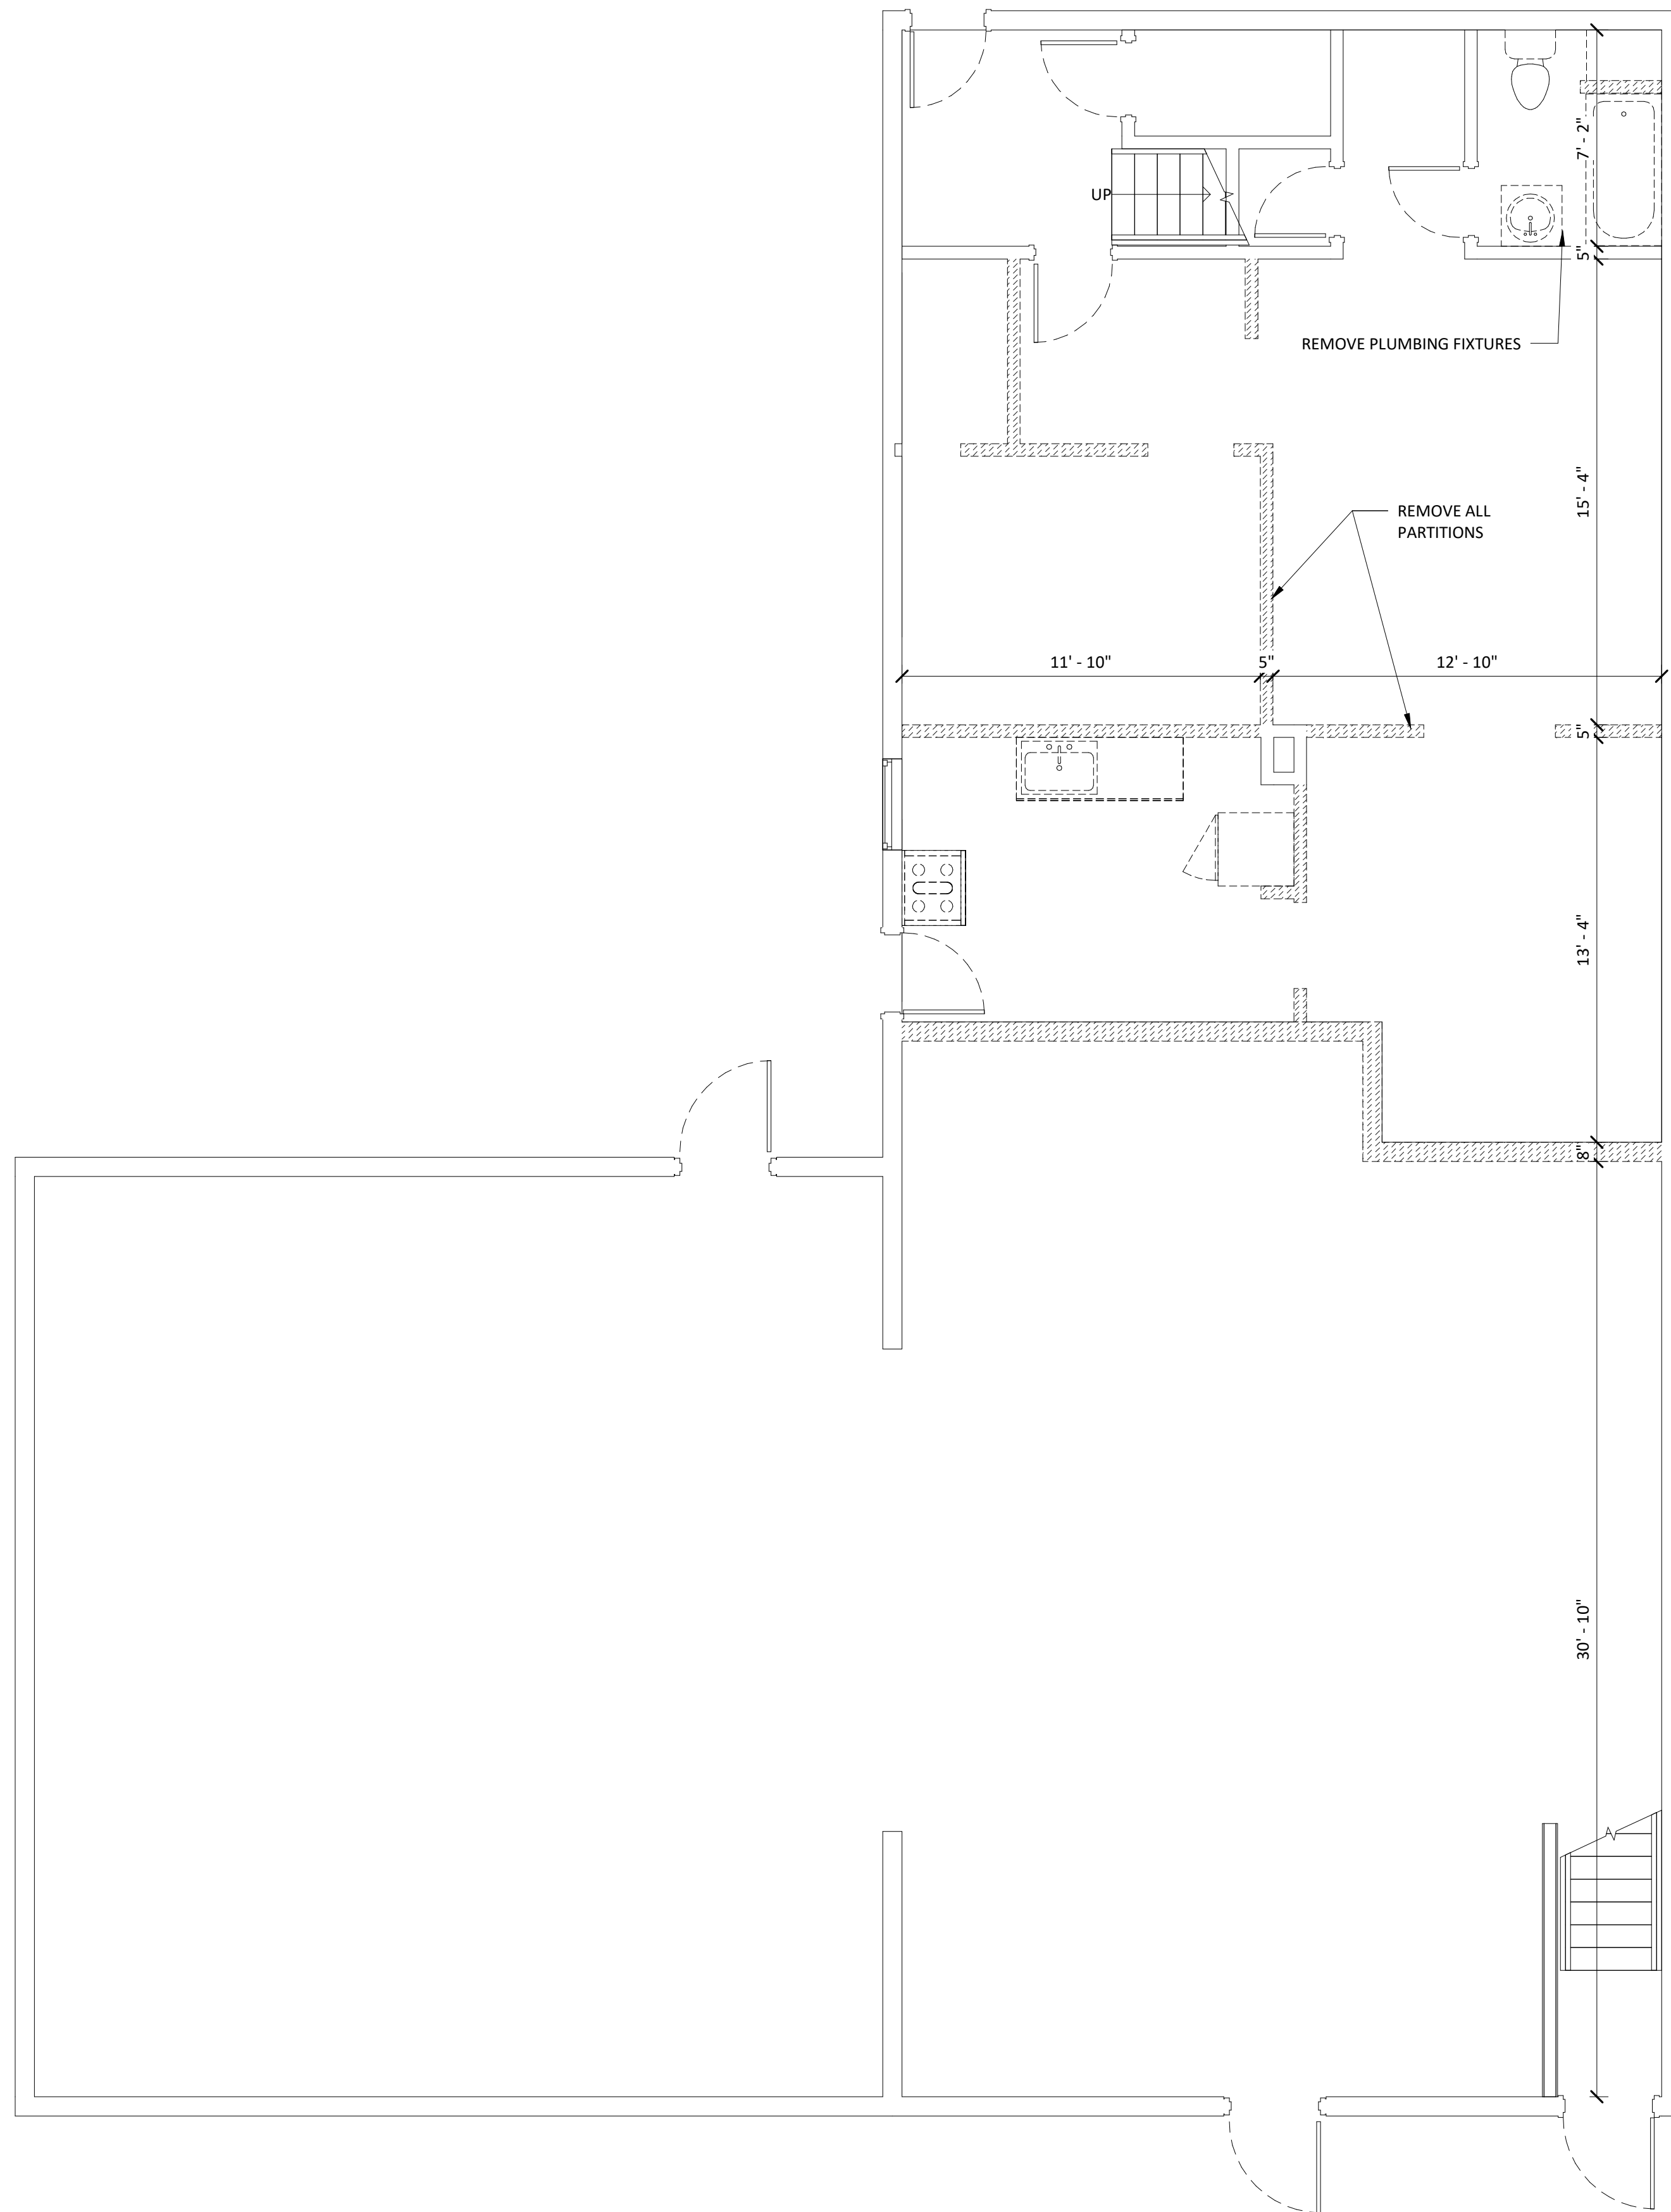 7' - 2"
UP
5"
REMOVE PLUMBING FIXTURES
15' - 4"
REMOVE ALL
PARTITIONS
11' - 10"
5"
12' - 10"
5"
13' - 4"
8"
30' - 10"